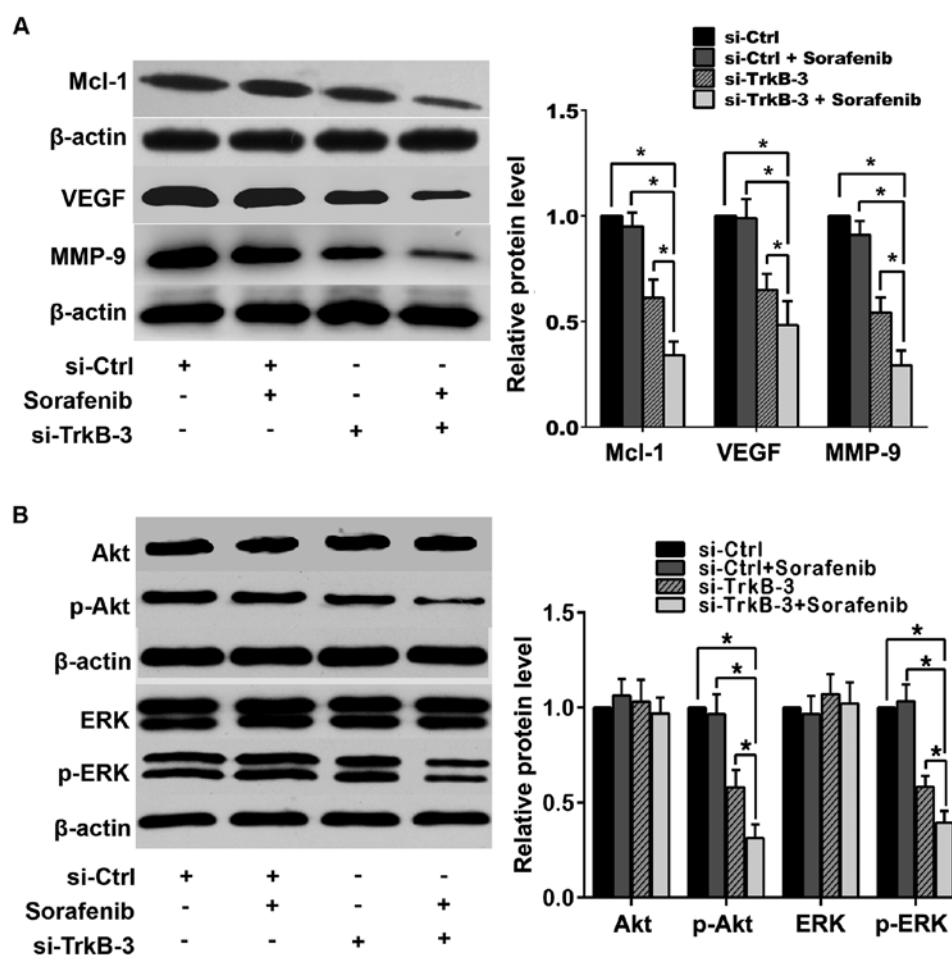 A
Mcl-1
β-actin
VEGF
MMP-9
β-actin
si-Ctrl + + - -
Sorafenib - + - +
si-TrkB-3 - - + +
si-Ctrl
si-Ctrl + Sorafenib
si-TrkB-3
si-TrkB-3 + Sorafenib
Relative protein level
1.5
1.0
0.5
0.0
* * * * * * * * *
Mcl-1 VEGF MMP-9
B
Akt
p-Akt
β-actin
ERK
p-ERK
β-actin
si-Ctrl + + - -
Sorafenib - + - +
si-TrkB-3 - - + +
si-Ctrl
si-Ctrl+Sorafenib
si-TrkB-3
si-TrkB-3+Sorafenib
Relative protein level
1.5
1.0
0.5
0.0
* * * * * *
Akt p-Akt ERK p-ERK